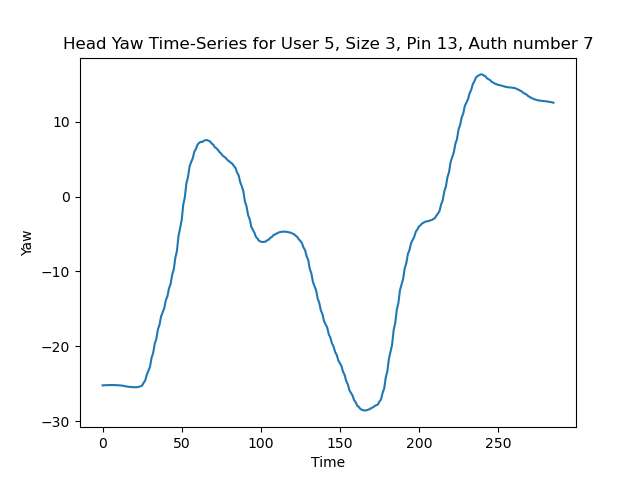 Head Yaw Time-Series for User 5, Size 3, Pin 13, Auth number 7
10
0
−10
−20
−30
Yaw
0 50 100 150 200 250
Time